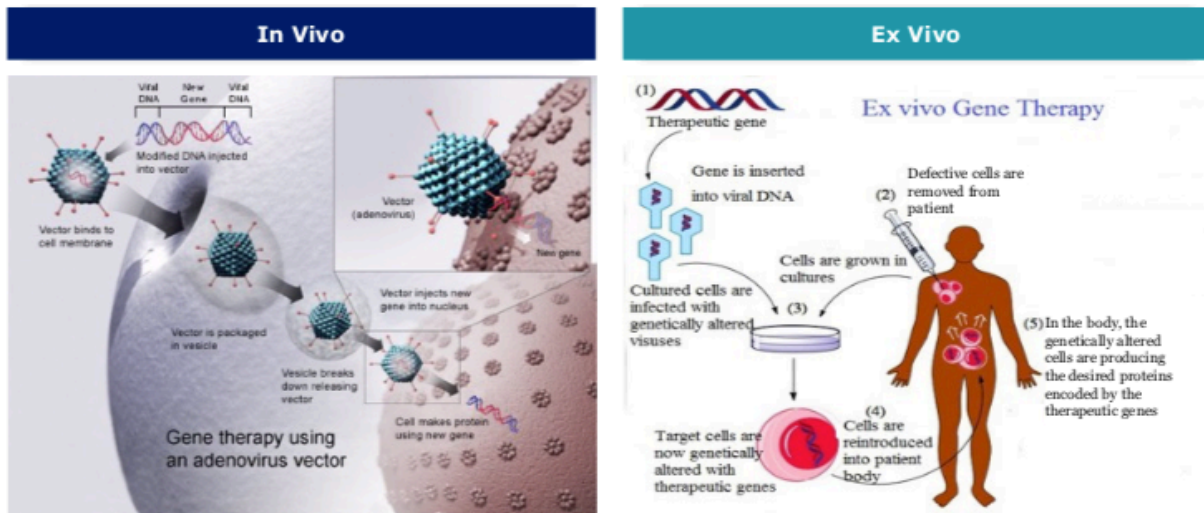 In Vivo
Ex Vivo
Viral New Viral
DNA Gene DNA
Modified DNA injected
into vector
Vector binds to
cell membrane
Vector is packaged
in vesicle
Vesicle breaks
down releasing
vector
Vector
(adenovirus)
New gene
Vector injects new
gene into nucleus
Cell makes protein
using new gene
Gene therapy using
an adenovirus vector
(1)
Therapeutic gene
Ex vivo Gene Therapy
Gene is inserted
into viral DNA
(2)
Defective cells are
removed from
patient
Cells are grown in
cultures
Cultured cells are
infected with
genetically altered
visuses
(3)
Target cells are
now genetically
altered with
therapeutic genes
(4)
Cells are
reintroduced
into patient
body
(5) In the body, the
genetically altered
cells are producing
the desired proteins
encoded by the
therapeutic genes